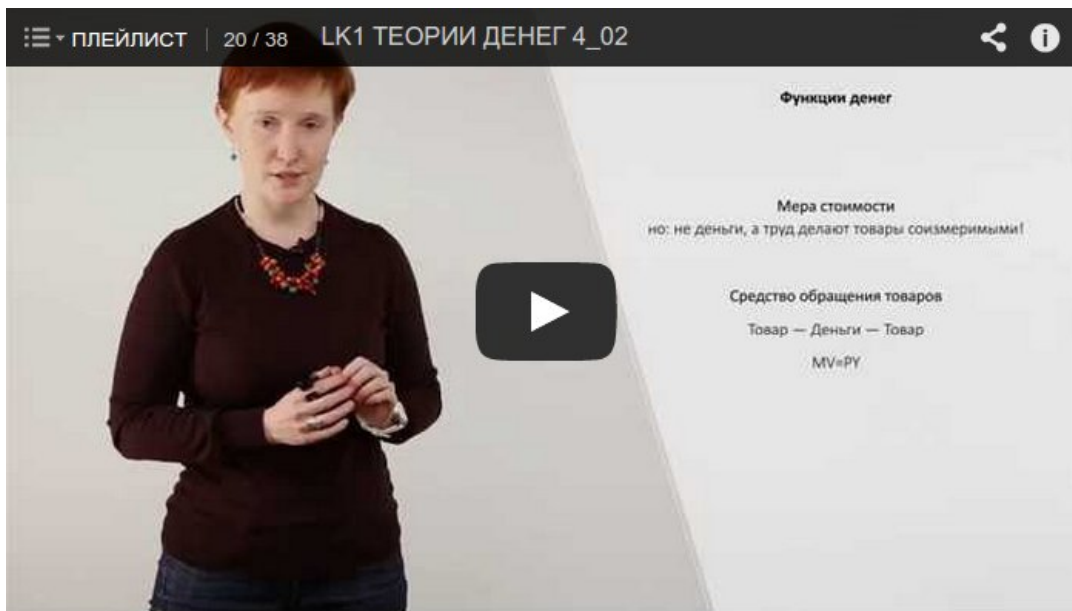 ПЛЕЙЛИСТ | 20 / 38 LK1 ТЕОРИИ ДЕНЕГ 4_02
Функции денег
Мера стоимости
но: не деньги, а труд делают товары соизмеримыми!
Средство обращения товаров
Товар — Деньги — Товар
MV=PY